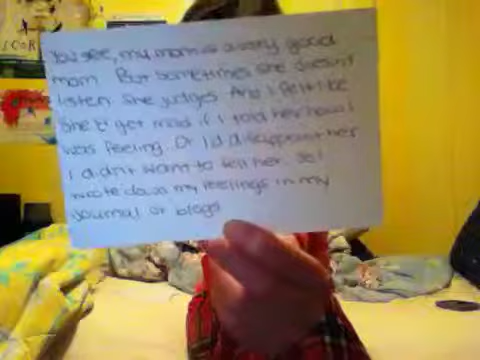 SCOR
You see, my mom is a very good
mom. But sometimes she doesn't
listen. She judges. And I felt like
she'd get mad if I told her how I
was feeling. Or I'd disappoint her
I didn't want to tell her. So I
wrote down my feelings in my
journal or blogs